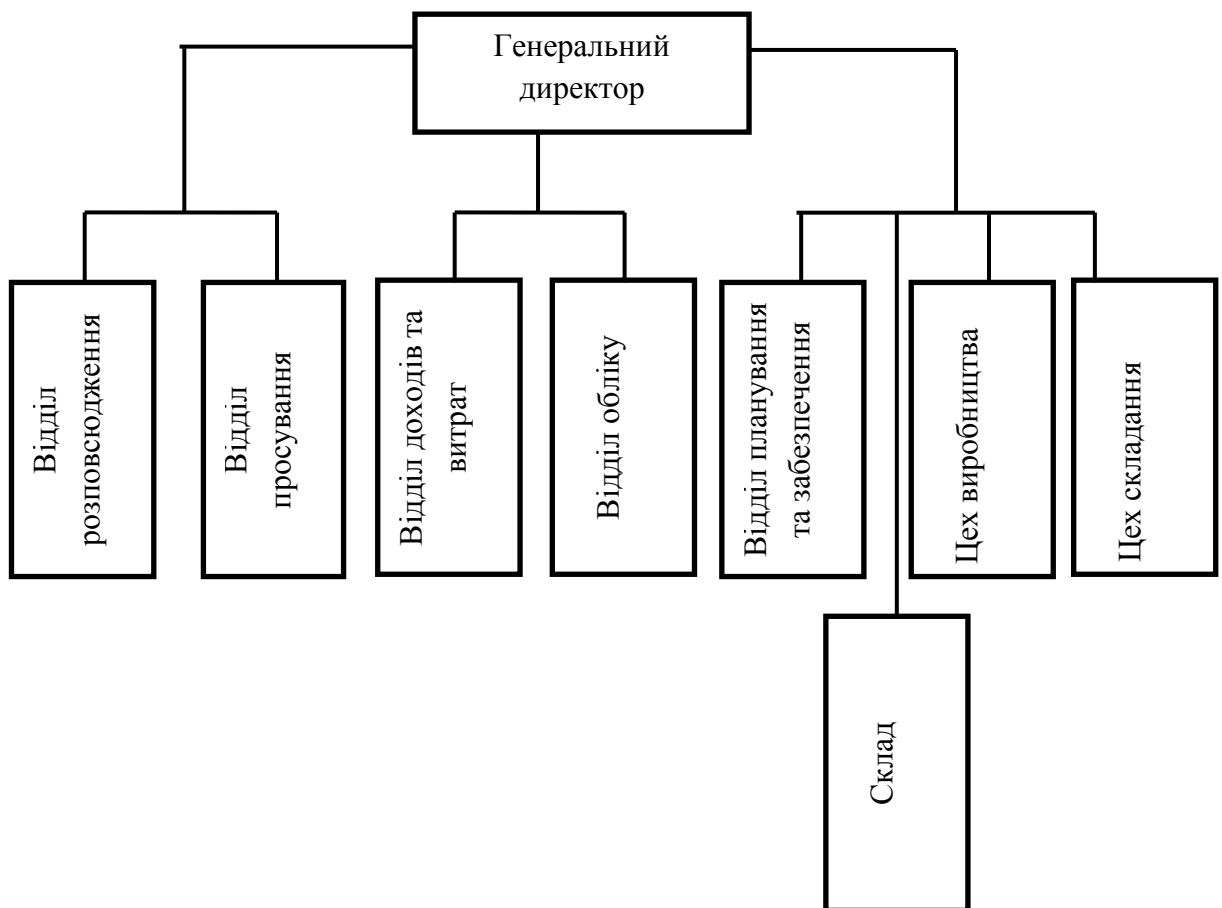 Генеральний
директор
Відділ
розповсюдження
Відділ
просування
Відділ доходів та
витрат
Відділ обліку
Відділ планування
та забезпечення
Цех виробництва
Цех складання
Склад